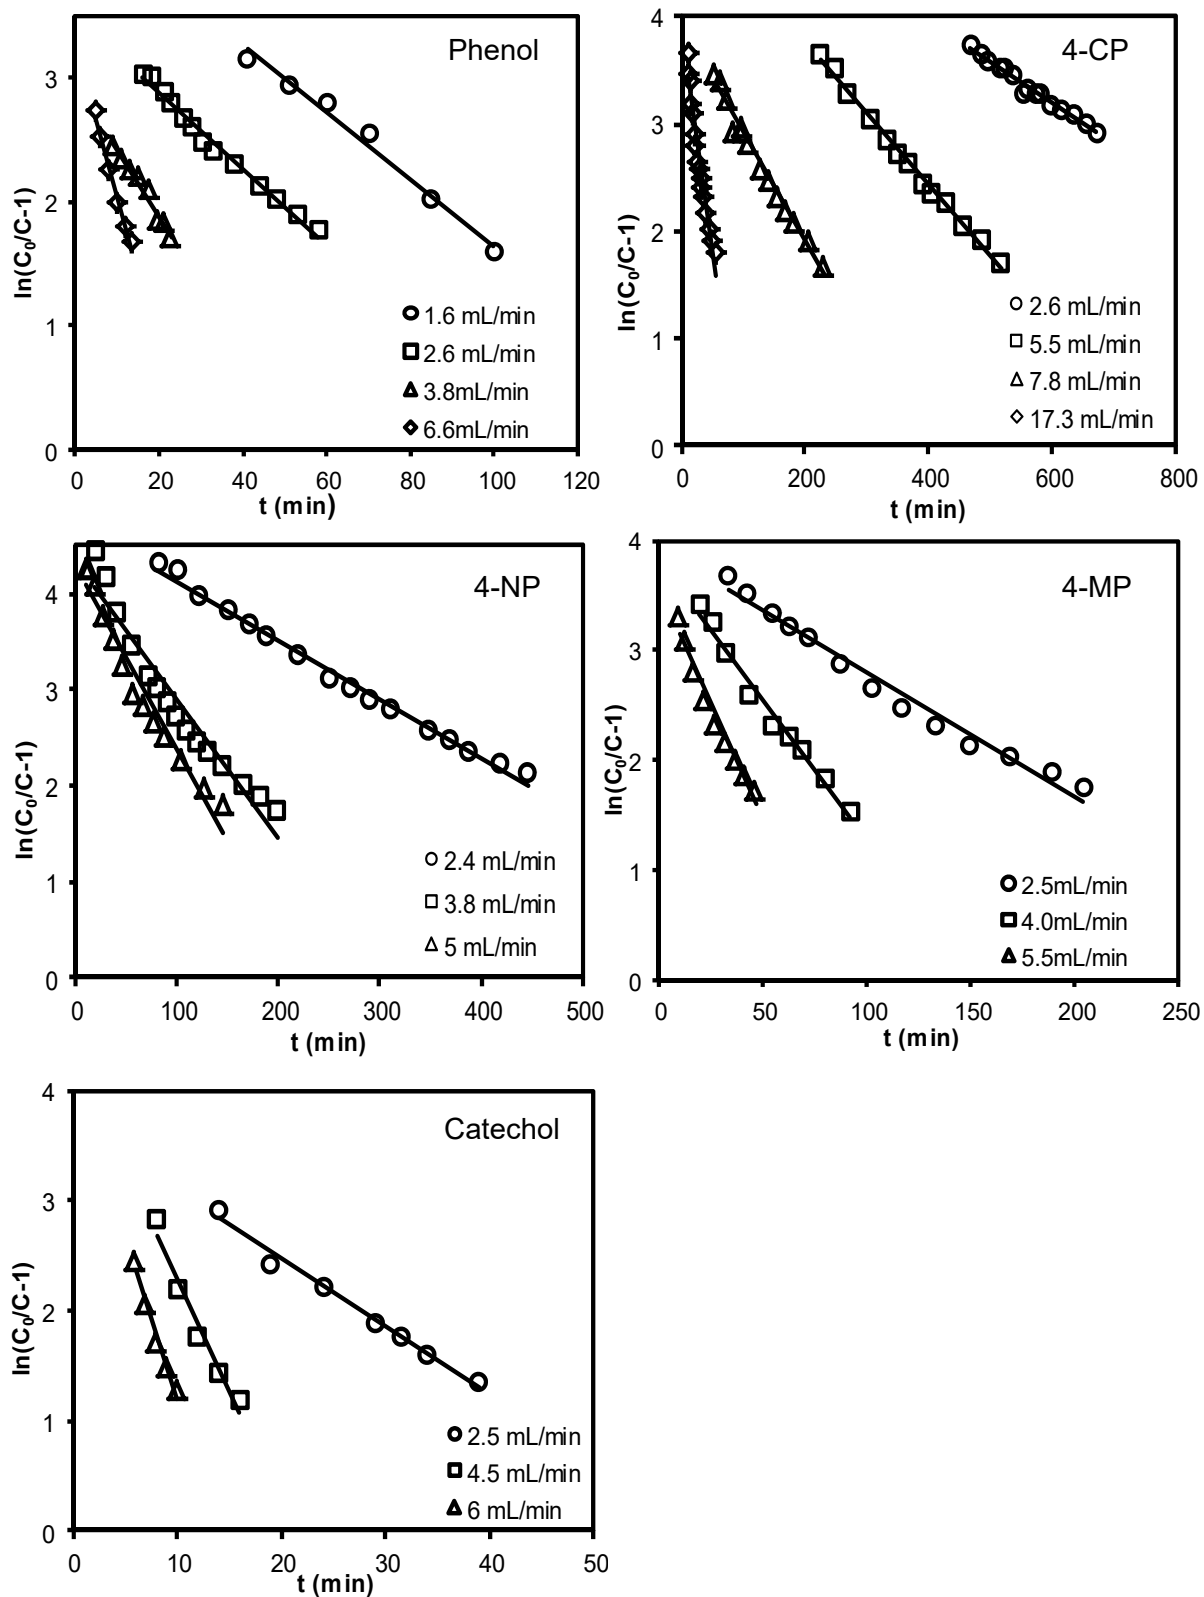 Phenol
3
2
1
0
ln(C₀/C-1)
1.6 mL/min
2.6 mL/min
3.8mL/min
6.6mL/min
0 20 40 60 80 100 120
t (min)
4-CP
4
3
2
1
0
ln(C₀/C-1)
2.6 mL/min
5.5 mL/min
7.8 mL/min
17.3 mL/min
0 200 400 600 800
t (min)
4-NP
4
3
2
1
0
ln(C₀/C-1)
2.4 mL/min
3.8 mL/min
5 mL/min
0 100 200 300 400 500
t (min)
4-MP
4
3
2
1
0
ln(C₀/C-1)
2.5mL/min
4.0mL/min
5.5mL/min
0 50 100 150 200 250
t (min)
Catechol
4
3
2
1
0
ln(C₀/C-1)
2.5 mL/min
4.5 mL/min
6 mL/min
0 10 20 30 40 50
t (min)